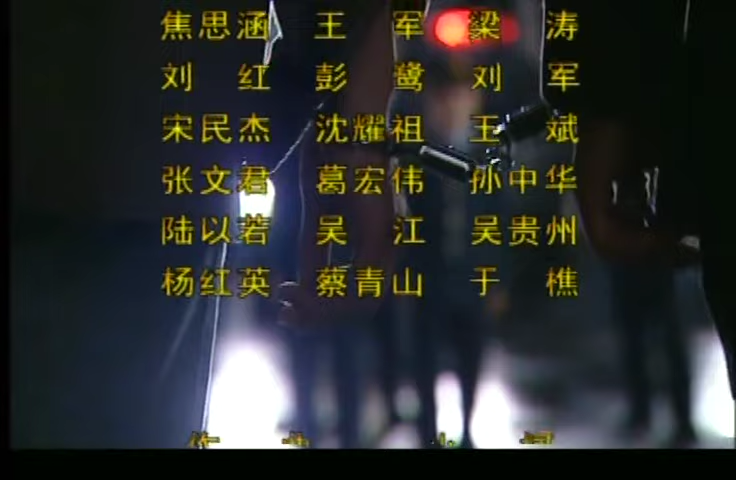 焦思涵 王军 梁涛
刘红 彭鹭 刘军
宋民杰 沈耀祖 王斌
张文君 葛宏伟 孙中华
陆以若 吴江 吴贵州
杨红英 蔡青山 于樵